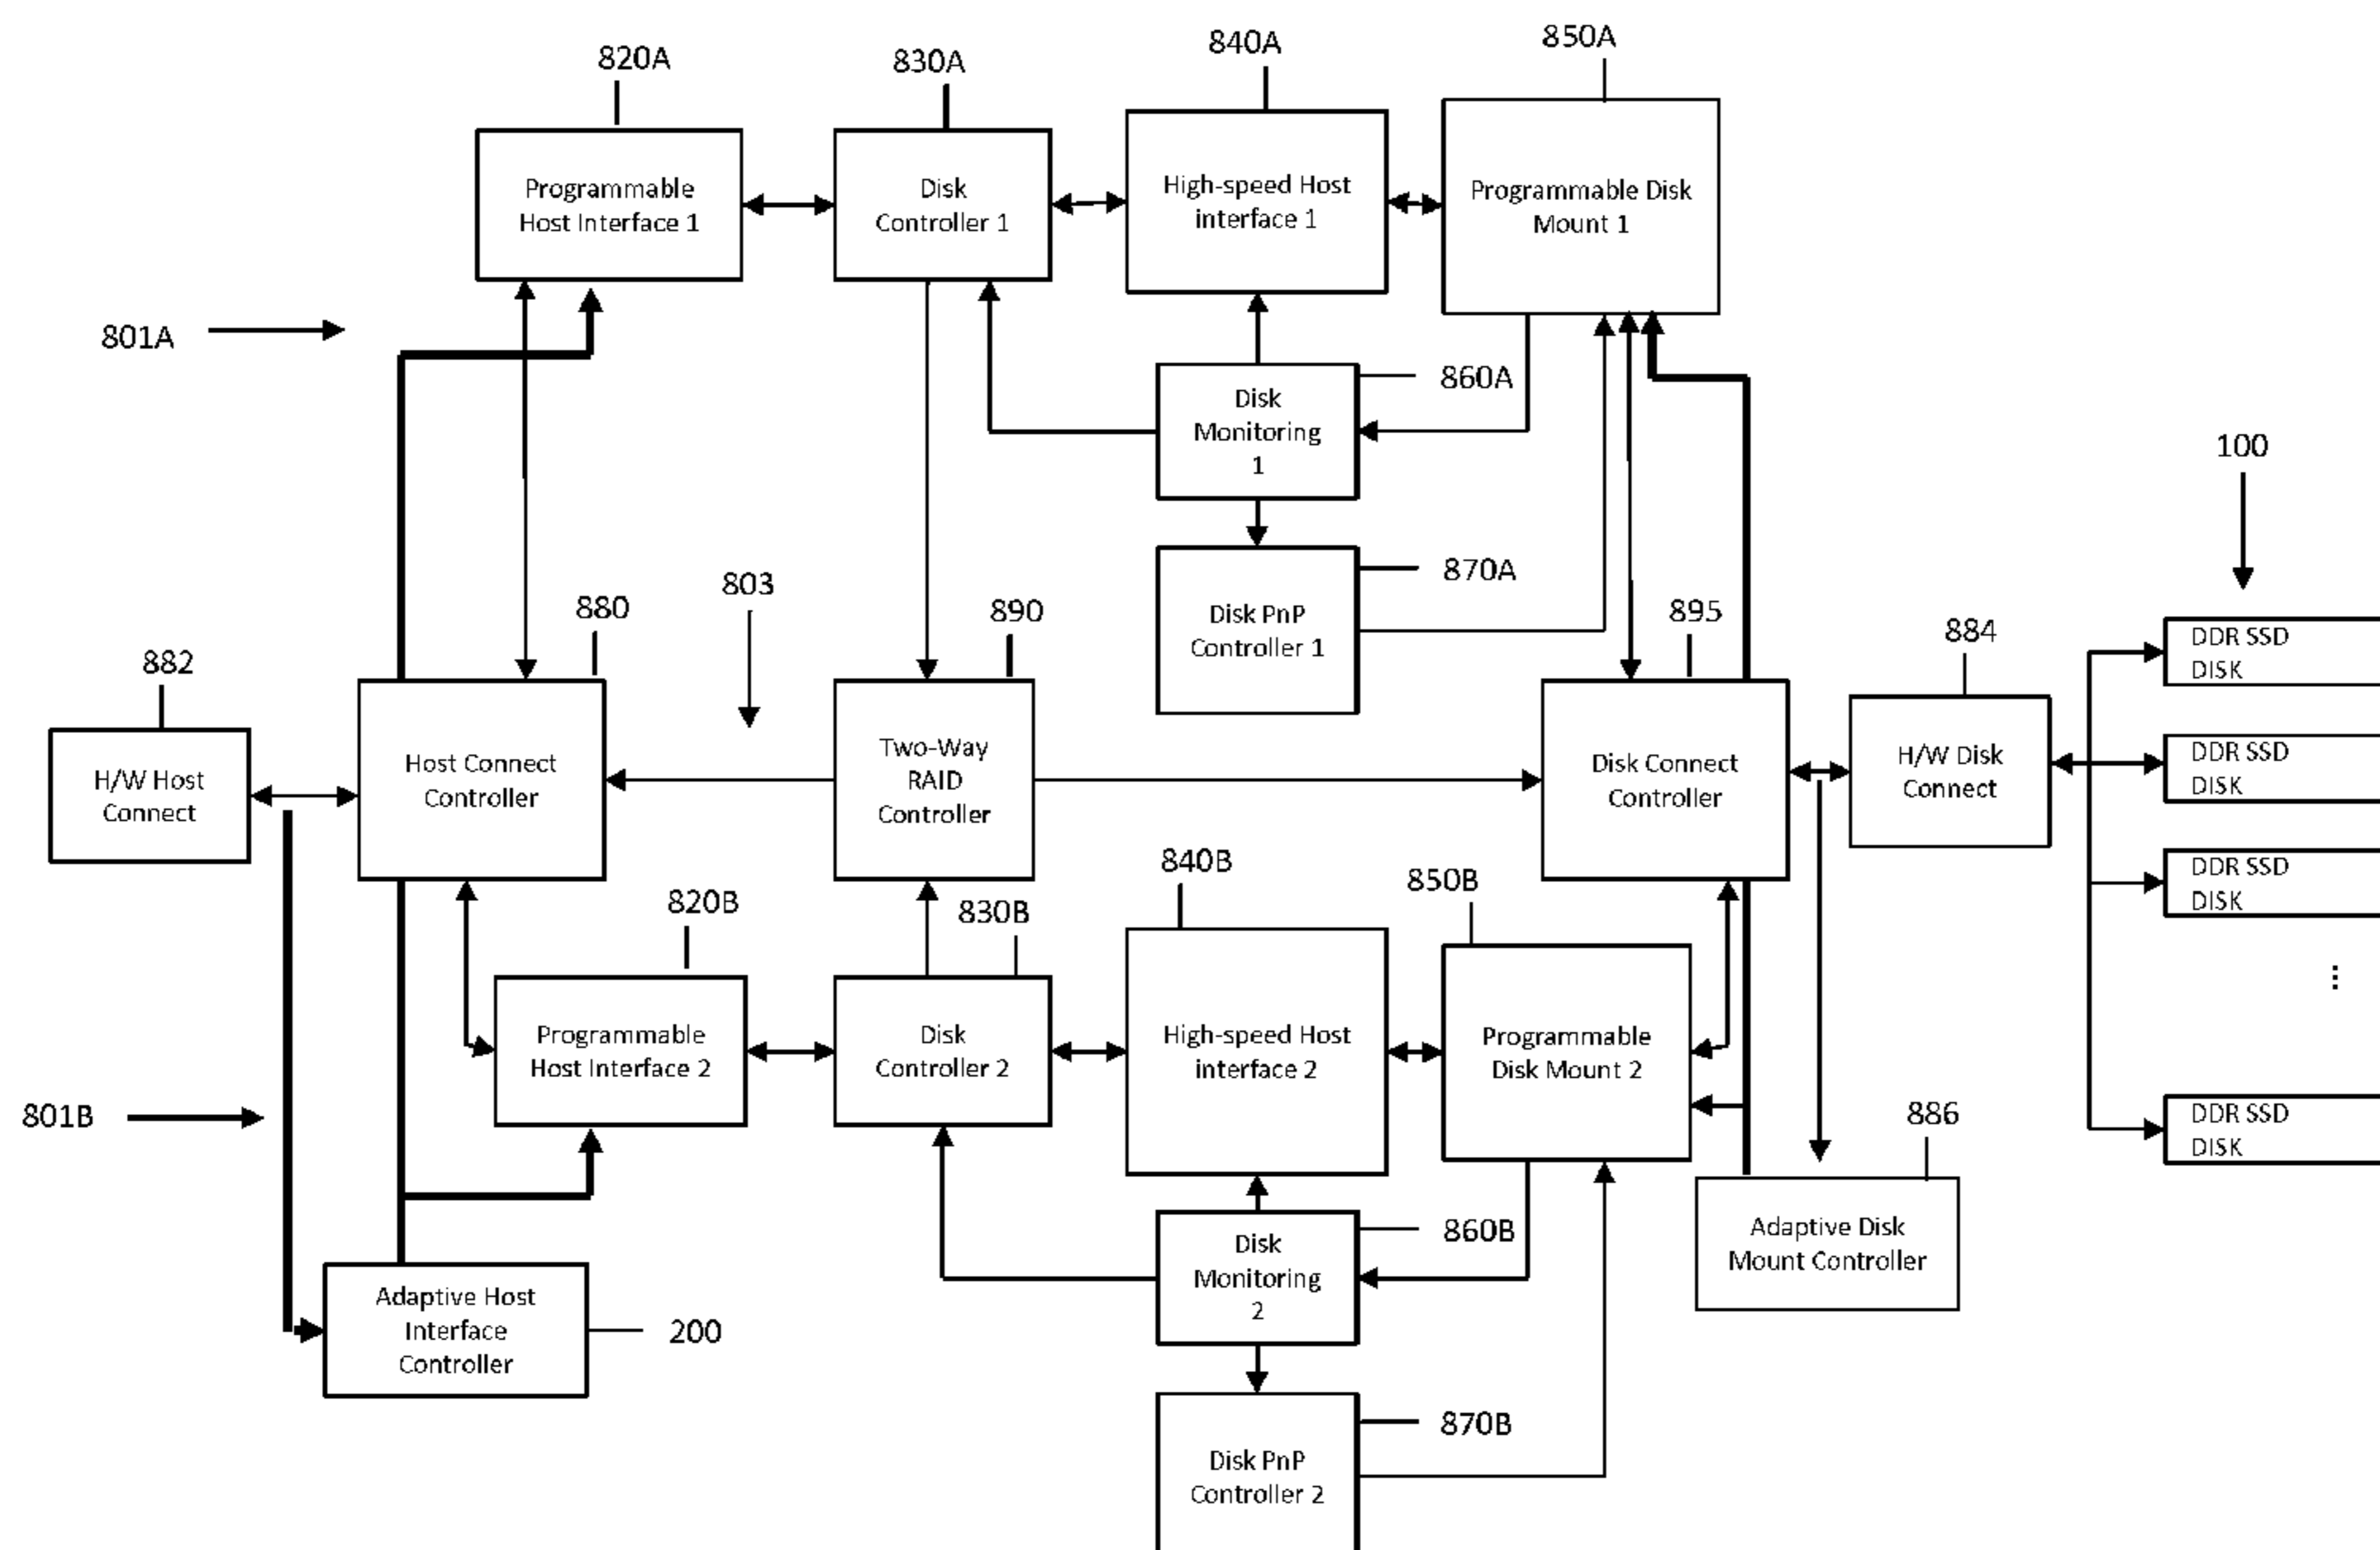 820A
830A
840A
850A
Programmable
Host Interface 1
Disk
Controller 1
High-speed Host
interface 1
Programmable Disk
Mount 1
801A
860A
Disk
Monitoring
1
100
870A
Disk PnP
Controller 1
803
880
890
895
884
882
DDR SSD
DISK
H/W Host
Connect
Host Connect
Controller
Two-Way
RAID
Controller
Disk Connect
Controller
H/W Disk
Connect
DDR SSD
DISK
DDR SSD
DISK
840B
850B
820B
830B
...
Programmable
Host Interface 2
Disk
Controller 2
High-speed Host
interface 2
Programmable
Disk Mount 2
801B
886
DDR SSD
DISK
860B
Disk
Monitoring
2
Adaptive Disk
Mount Controller
Adaptive Host
Interface
Controller
200
870B
Disk PnP
Controller 2